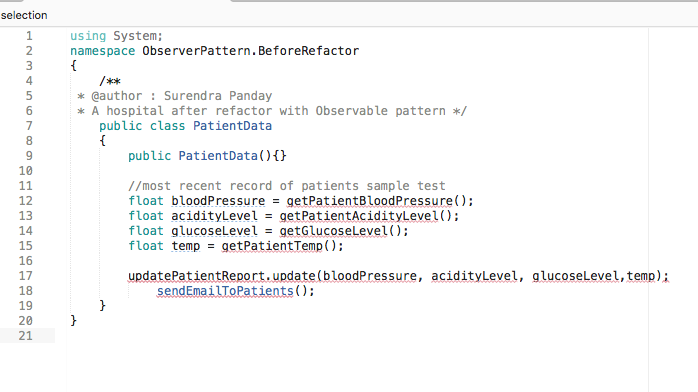 selection
1 using System;
2 namespace ObserverPattern.BeforeRefactor
3 {
4 /**
5 * @author : Surendra Panday
6 * A hospital after refactor with Observable pattern */
7 public class PatientData
8 {
9 public PatientData(){}
10
11 //most recent record of patients sample test
12 float bloodPressure = getPatientBloodPressure();
13 float acidityLevel = getPatientAcidityLevel();
14 float glucoseLevel = getGlucoseLevel();
15 float temp = getPatientTemp();
16
17 updatePatientReport.update(bloodPressure, acidityLevel, glucoseLevel,temp);
18 sendEmailToPatients();
19 }
20 }
21